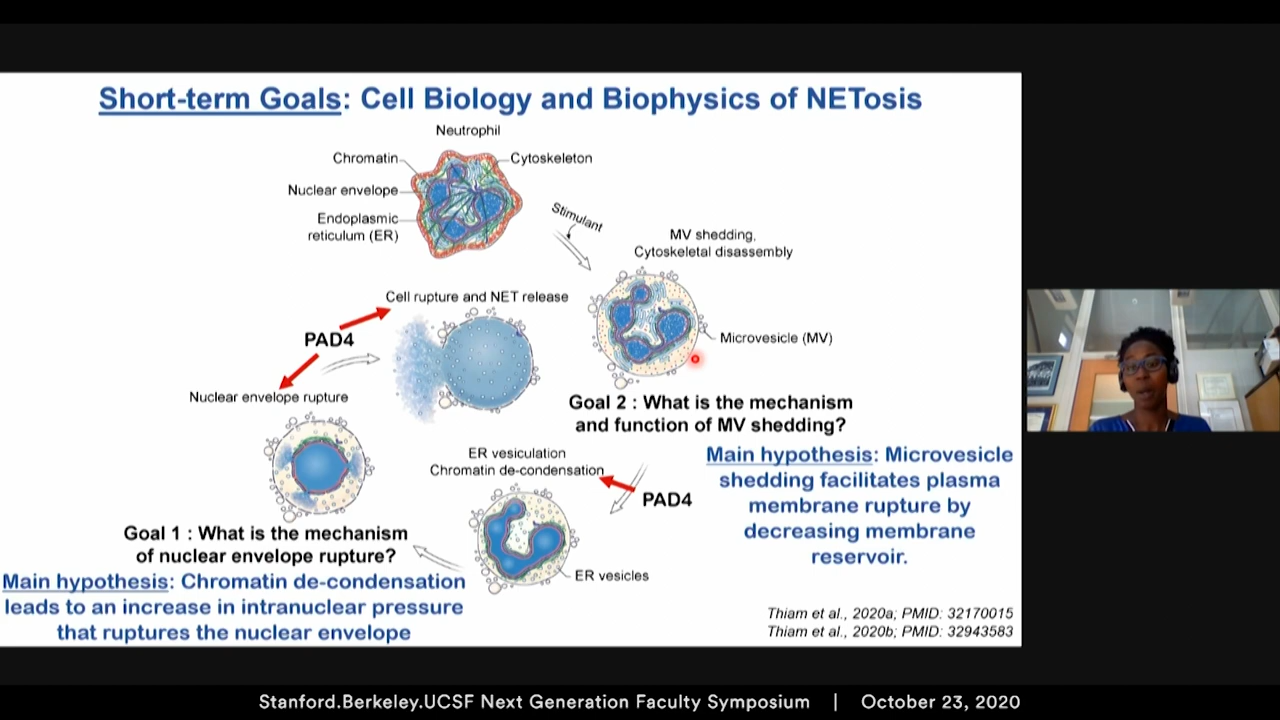 Short-term Goals: Cell Biology and Biophysics of NETosis
Neutrophil
Chromatin
Cytoskeleton
Nuclear envelope
Endoplasmic
reticulum (ER)
Stimulant
MV shedding,
Cytoskeletal disassembly
Cell rupture and NET release
PAD4
Microvesicle (MV)
Nuclear envelope rupture
Goal 2 : What is the mechanism
and function of MV shedding?
ER vesiculation
Chromatin de-condensation
Main hypothesis: Microvesicle
shedding facilitates plasma
membrane rupture by
decreasing membrane
reservoir.
PAD4
Goal 1 : What is the mechanism
of nuclear envelope rupture?
ER vesicles
Main hypothesis: Chromatin de-condensation
leads to an increase in intranuclear pressure
that ruptures the nuclear envelope
Thiam et al., 2020a; PMID: 32170015
Thiam et al., 2020b; PMID: 32943583
Stanford.Berkeley.UCSF Next Generation Faculty Symposium | October 23, 2020